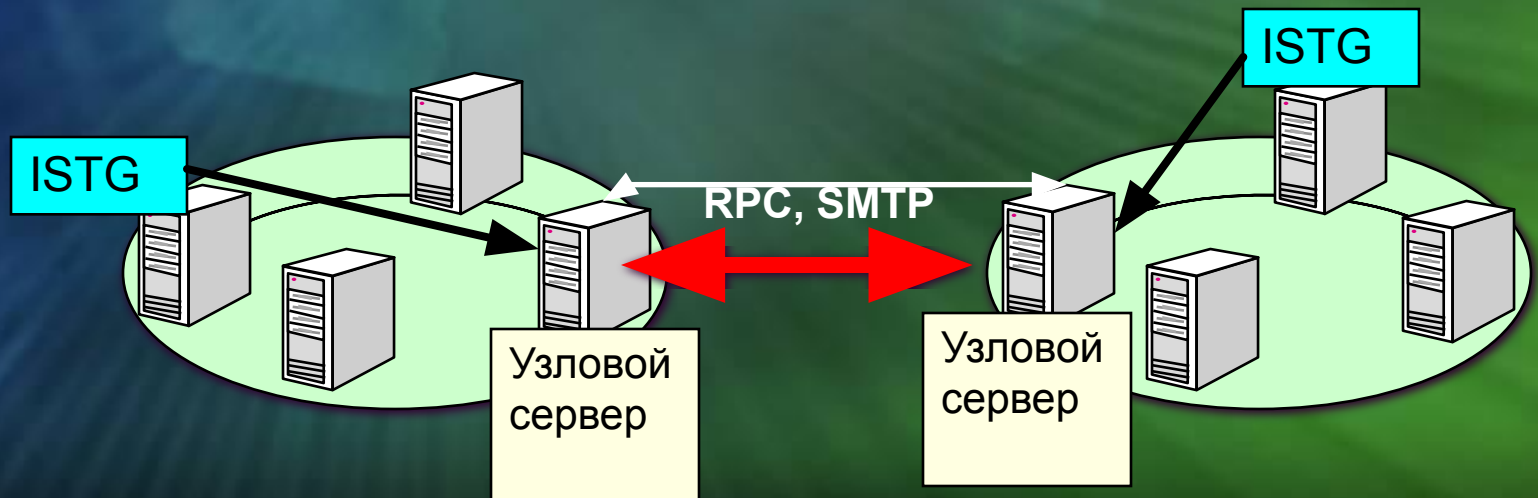 ISTG
ISTG
RPC, SMTP
Узловой
сервер
Узловой
сервер